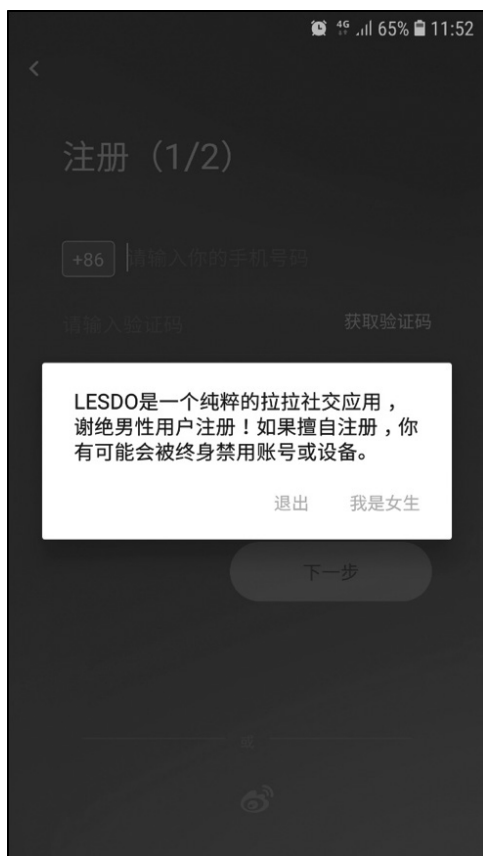 4G 65% 11:52
注册（1/2）
+86 请输入你的手机号码
请输入验证码 获取验证码
LESDO是一个纯粹的拉拉社交应用，
谢绝男性用户注册！如果擅自注册，你
有可能会被终身禁用账号或设备。
退出 我是女生
下一步
或